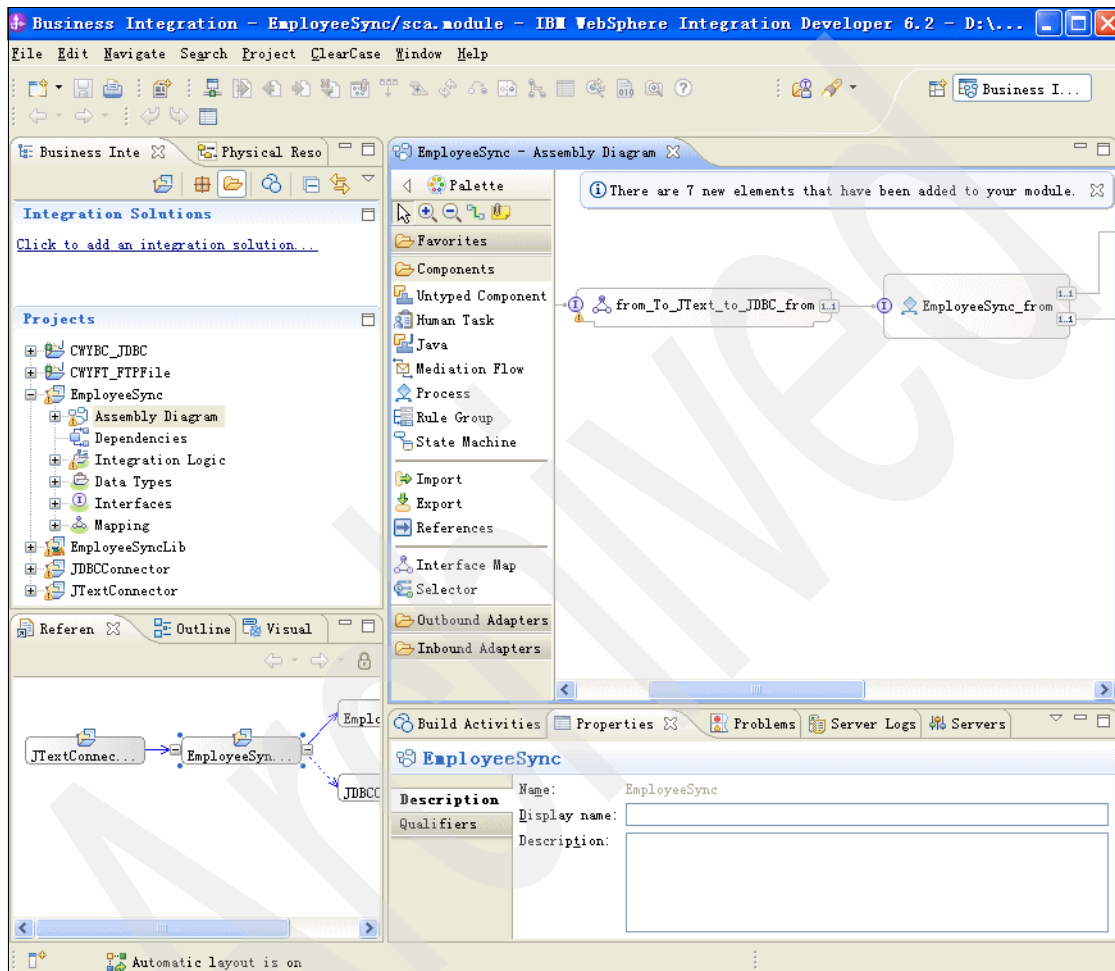 Business Integration - EmployeeSync/sca.module - IBM WebSphere Integration Developer 6.2 - D:\...
File Edit Navigate Search Project ClearCase Window Help
Business I...
Business Inte
Physical Reso
Integration Solutions
Click to add an integration solution...
Projects
CWYBC_JDBC
CWYFT_FTPFile
EmployeeSync
Assembly Diagram
Dependencies
Integration Logic
Data Types
Interfaces
Mapping
EmployeeSyncLib
JDBCConnector
JTextConnector
EmployeeSync - Assembly Diagram
Palette
There are 7 new elements that have been added to your module.
Favorites
Components
Untyped Component
Human Task
Java
Mediation Flow
Process
Rule Group
State Machine
Import
Export
References
Interface Map
Selector
Outbound Adapters
Inbound Adapters
from_To_JText_to_JDBC_from 1..1
EmployeeSync_from
1..1
1..1
Referen
Outline
Visual
JTextConnec...
EmployeeSyn...
Emplo
JDBCC
Build Activities
Properties
Problems
Server Logs
Servers
EmployeeSync
Description
Qualifiers
Name: EmployeeSync
Display name:
Description:
Automatic layout is on
Archived